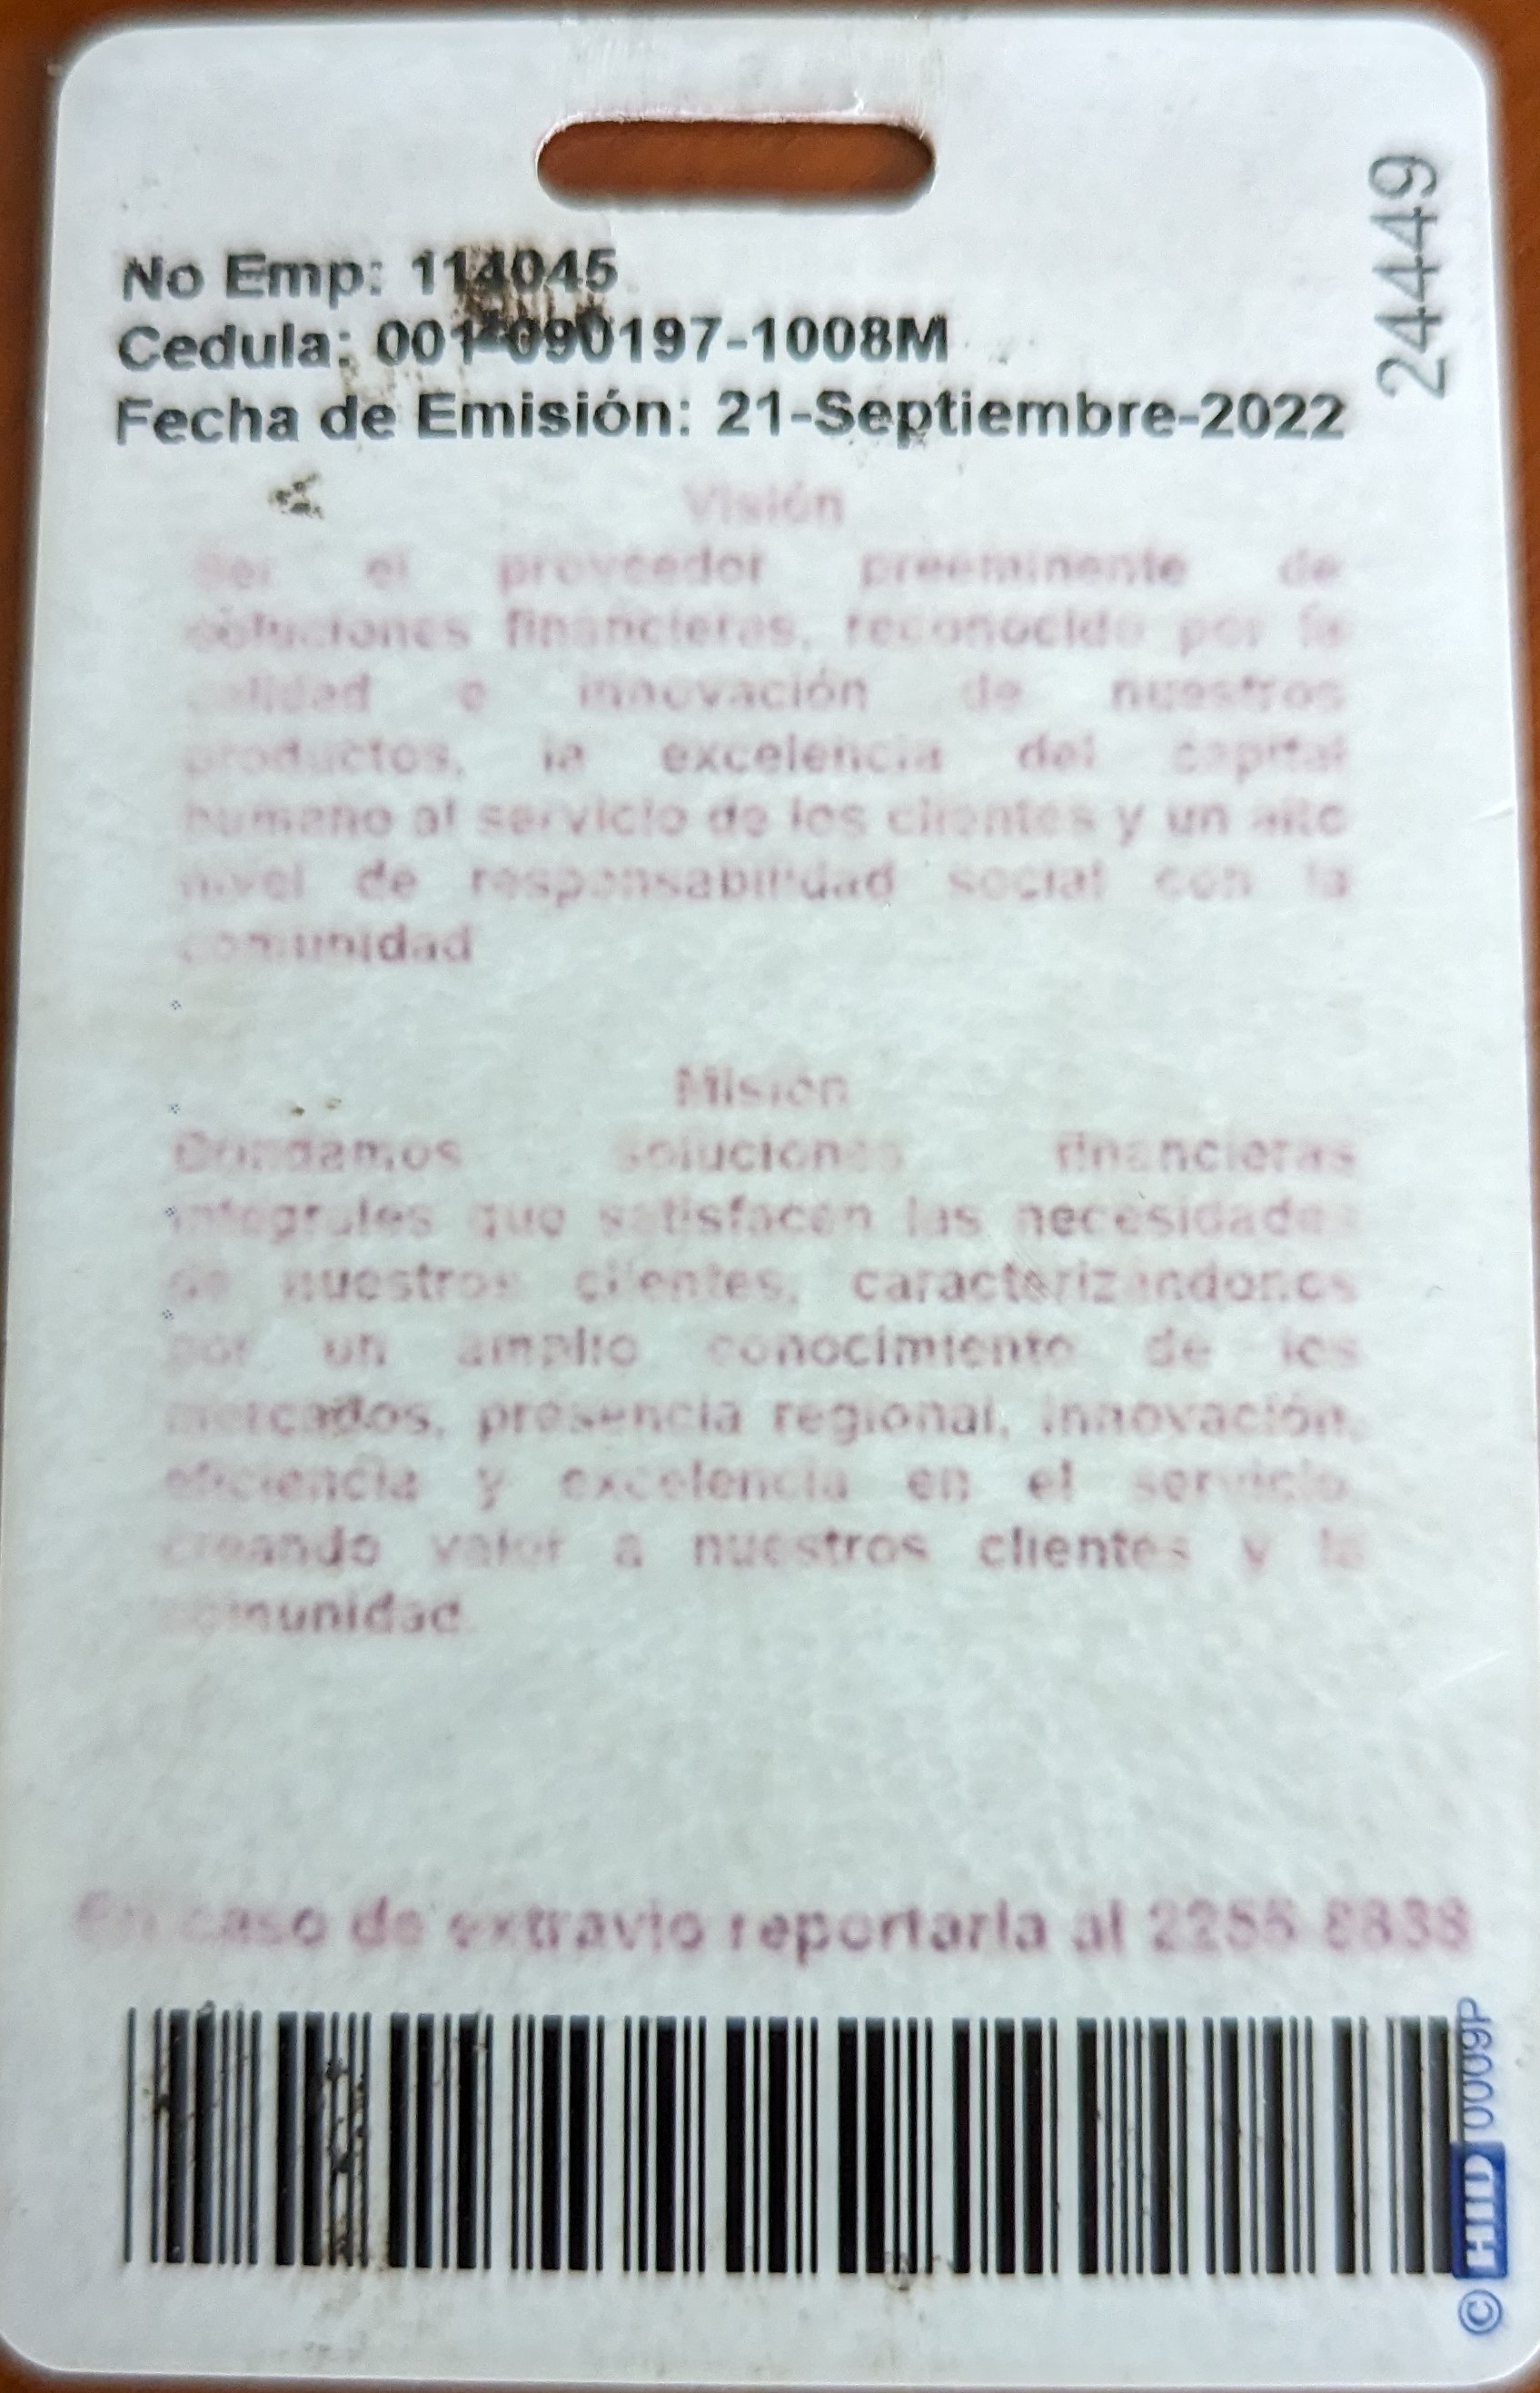 24449
No Emp: 114045
Cedula: 001-090197-1008M
Fecha de Emisión: 21-Septiembre-2022
Visión
Ser el proveedor preeminente de
soluciones financieras, reconocido por la
calidad e innovación de nuestros
productos, la excelencia del capital
humano al servicio de los clientes y un alto
nivel de responsabilidad social con la
comunidad
Misión
Brindamos soluciones financieras
integrales que satisfacen las necesidades
de nuestros clientes, caracterizandonos
por un amplio conocimiento de los
mercados, presencia regional, innovación,
eficiencia y excelencia en el servicio,
creando valor a nuestros clientes y la
comunidad.
En caso de extravio reportarla al 2255 8838
© HID 0009P